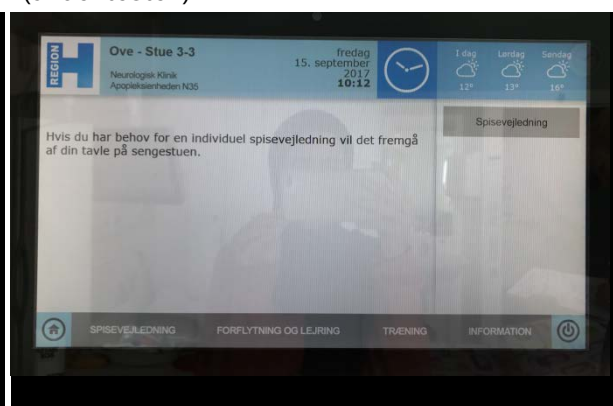 REGION
H
Ove - Stue 3-3
Neurologisk Klinik
Apopleksienheden N35
fredag
15. september
2017
10:12
I dag Lørdag Søndag
12° 13° 16°
Spisevejledning
Hvis du har behov for en individuel spisevejledning vil det fremgå
af din tavle på sengestuen.
SPISEVEJLEDNING FORFLYTNING OG LEJRING TRÆNING INFORMATION